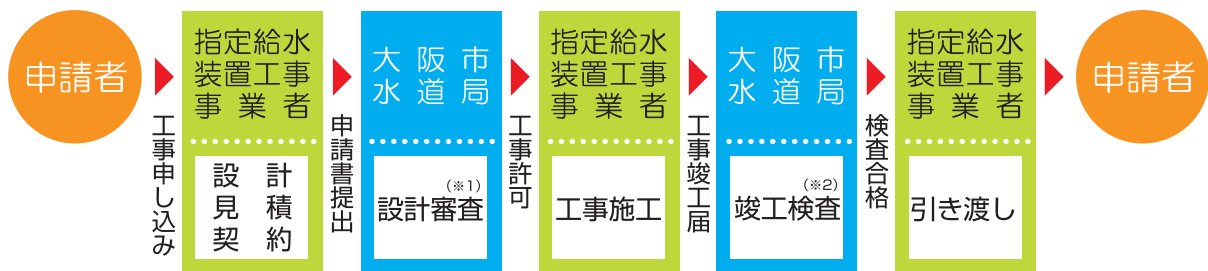 申請者
工事申し込み
指定給水
装置工事
事業者
設計
見積
契約
申請書提出
大阪市
水道局
(※1)
設計審査
工事許可
指定給水
装置工事
事業者
工事施工
工事竣工届
大阪市
水道局
(※2)
竣工検査
検査合格
指定給水
装置工事
事業者
引き渡し
申請者